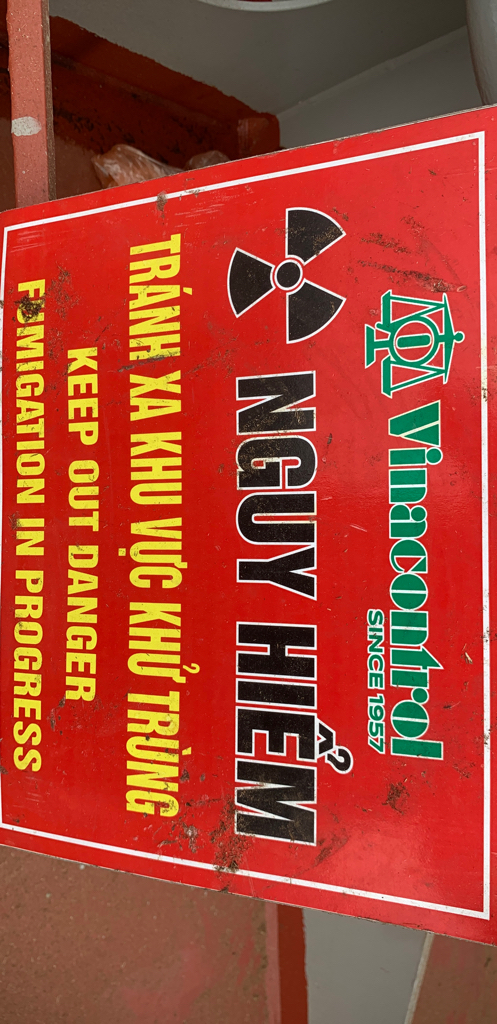 Vinacontrol
SINCE 1957
NGUY HIỂM
TRÁNH XA KHU VỰC KHỬ TRÙNG
KEEP OUT DANGER
FUMIGATION IN PROGRESS